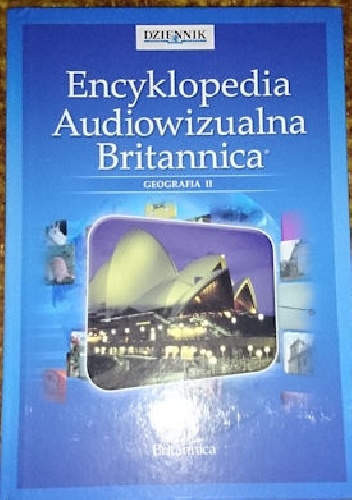 DZIENNIK
Encyklopedia
Audiowizualna
Britannica®
GEOGRAFIA II
Britannica